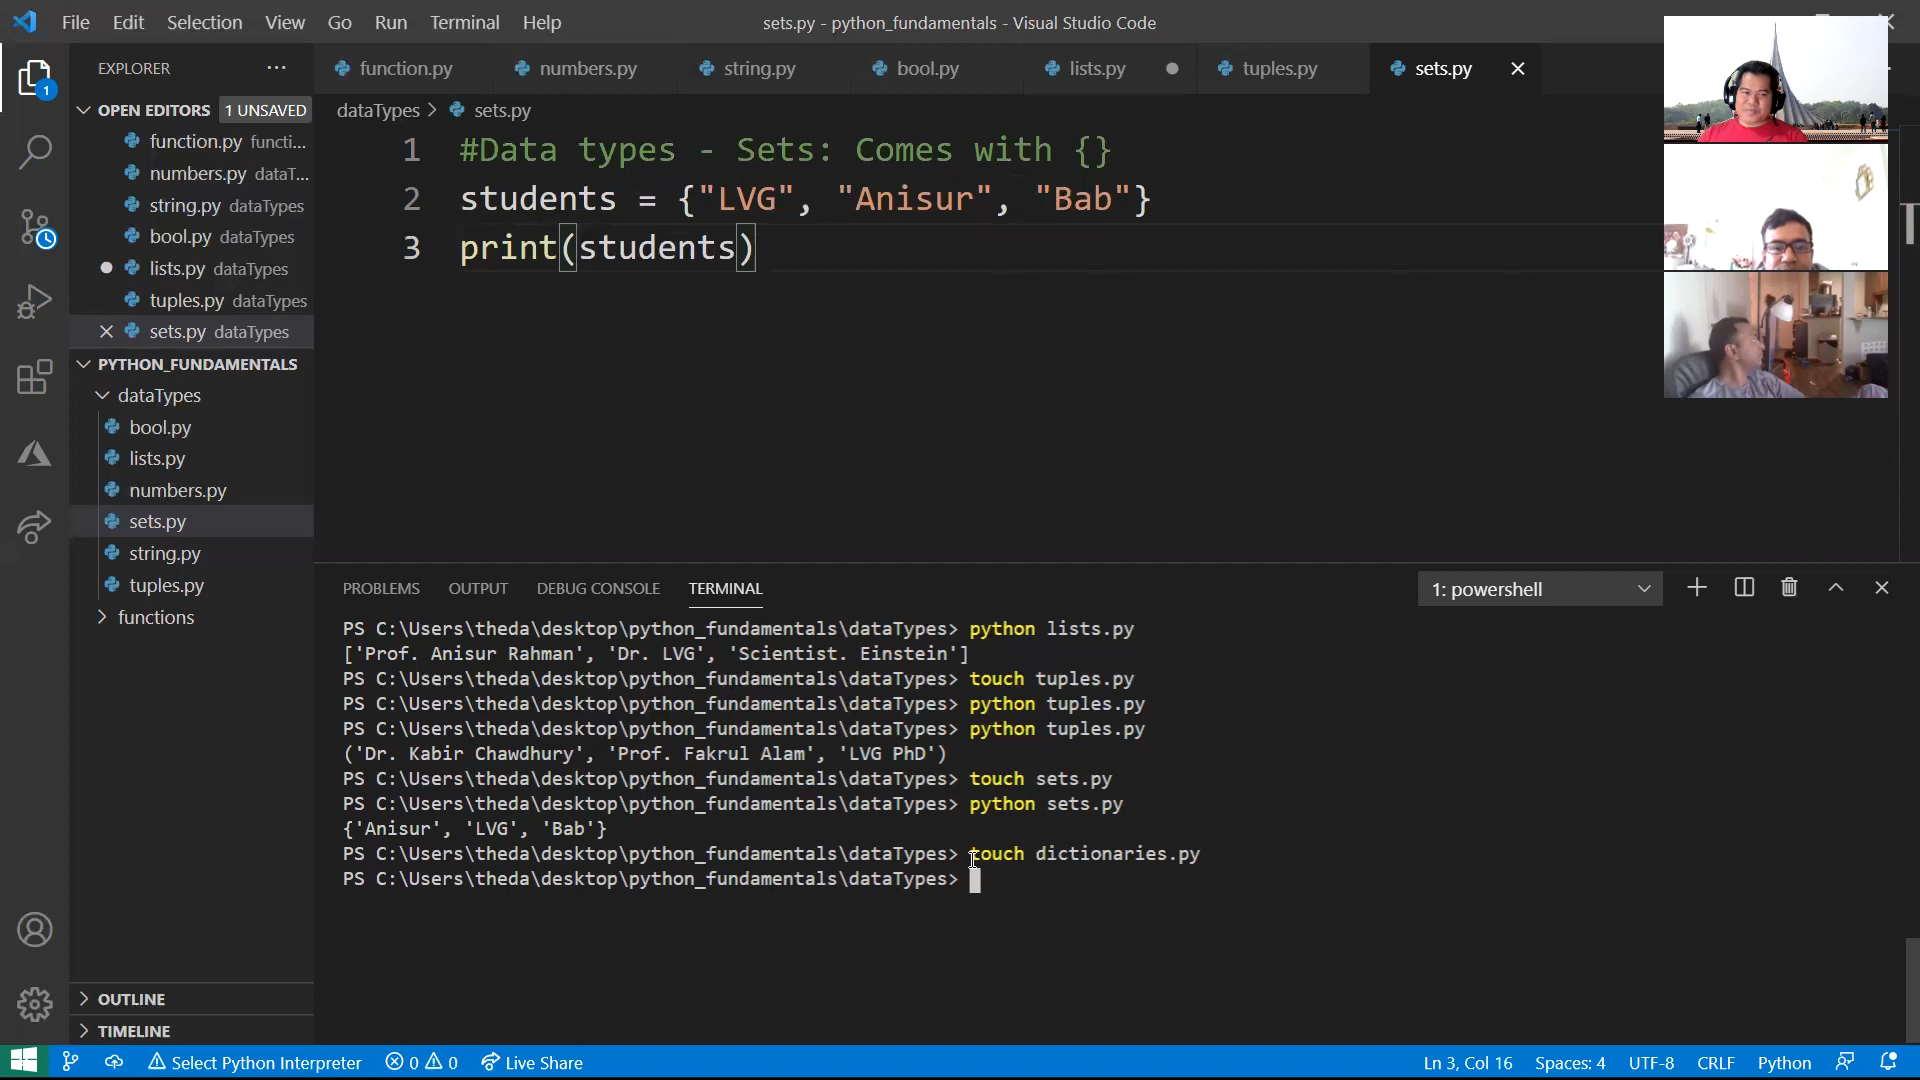 File Edit Selection View Go Run Terminal Help
sets.py - python_fundamentals - Visual Studio Code
EXPLORER
function.py numbers.py string.py bool.py lists.py tuples.py sets.py
OPEN EDITORS 1 UNSAVED
function.py functi...
numbers.py dataT...
string.py dataTypes
bool.py dataTypes
lists.py dataTypes
tuples.py dataTypes
sets.py dataTypes
PYTHON_FUNDAMENTALS
dataTypes
bool.py
lists.py
numbers.py
sets.py
string.py
tuples.py
functions
OUTLINE
TIMELINE
1
dataTypes > sets.py
1 #Data types - Sets: Comes with {}
2 students = {"LVG", "Anisur", "Bab"}
3 print(students)
PROBLEMS OUTPUT DEBUG CONSOLE TERMINAL
1: powershell
PS C:\Users\theda\desktop\python_fundamentals\dataTypes> python lists.py
['Prof. Anisur Rahman', 'Dr. LVG', 'Scientist. Einstein']
PS C:\Users\theda\desktop\python_fundamentals\dataTypes> touch tuples.py
PS C:\Users\theda\desktop\python_fundamentals\dataTypes> python tuples.py
PS C:\Users\theda\desktop\python_fundamentals\dataTypes> python tuples.py
('Dr. Kabir Chawdhury', 'Prof. Fakrul Alam', 'LVG PhD')
PS C:\Users\theda\desktop\python_fundamentals\dataTypes> touch sets.py
PS C:\Users\theda\desktop\python_fundamentals\dataTypes> python sets.py
{'Anisur', 'LVG', 'Bab'}
PS C:\Users\theda\desktop\python_fundamentals\dataTypes> touch dictionaries.py
PS C:\Users\theda\desktop\python_fundamentals\dataTypes>
Select Python Interpreter 0 0 Live Share
Ln 3, Col 16 Spaces: 4 UTF-8 CRLF Python